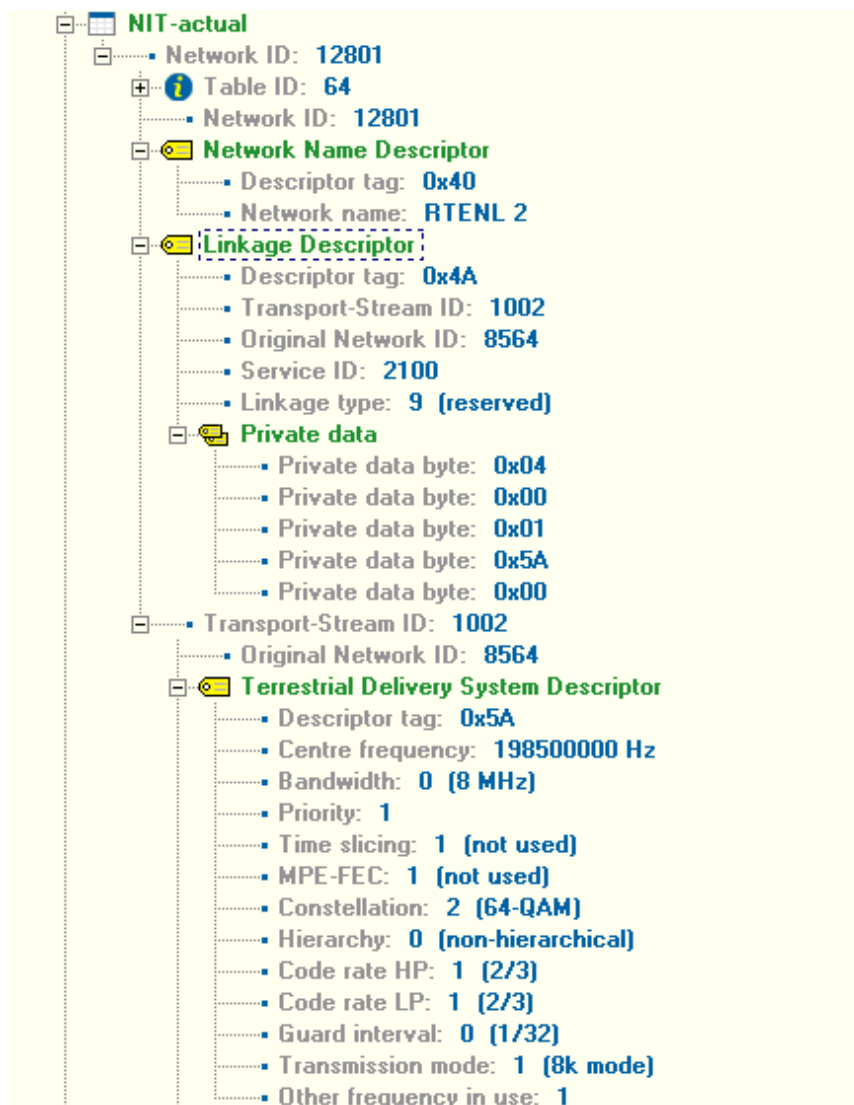 NIT-actual
Network ID: 12801
Table ID: 64
Network ID: 12801
Network Name Descriptor
Descriptor tag: 0x40
Network name: RTENL 2
Linkage Descriptor
Descriptor tag: 0x4A
Transport-Stream ID: 1002
Original Network ID: 8564
Service ID: 2100
Linkage type: 9 (reserved)
Private data
Private data byte: 0x04
Private data byte: 0x00
Private data byte: 0x01
Private data byte: 0x5A
Private data byte: 0x00
Transport-Stream ID: 1002
Original Network ID: 8564
Terrestrial Delivery System Descriptor
Descriptor tag: 0x5A
Centre frequency: 198500000 Hz
Bandwidth: 0 (8 MHz)
Priority: 1
Time slicing: 1 (not used)
MPE-FEC: 1 (not used)
Constellation: 2 (64-QAM)
Hierarchy: 0 (non-hierarchical)
Code rate HP: 1 (2/3)
Code rate LP: 1 (2/3)
Guard interval: 0 (1/32)
Transmission mode: 1 (8k mode)
Other frequency in use: 1